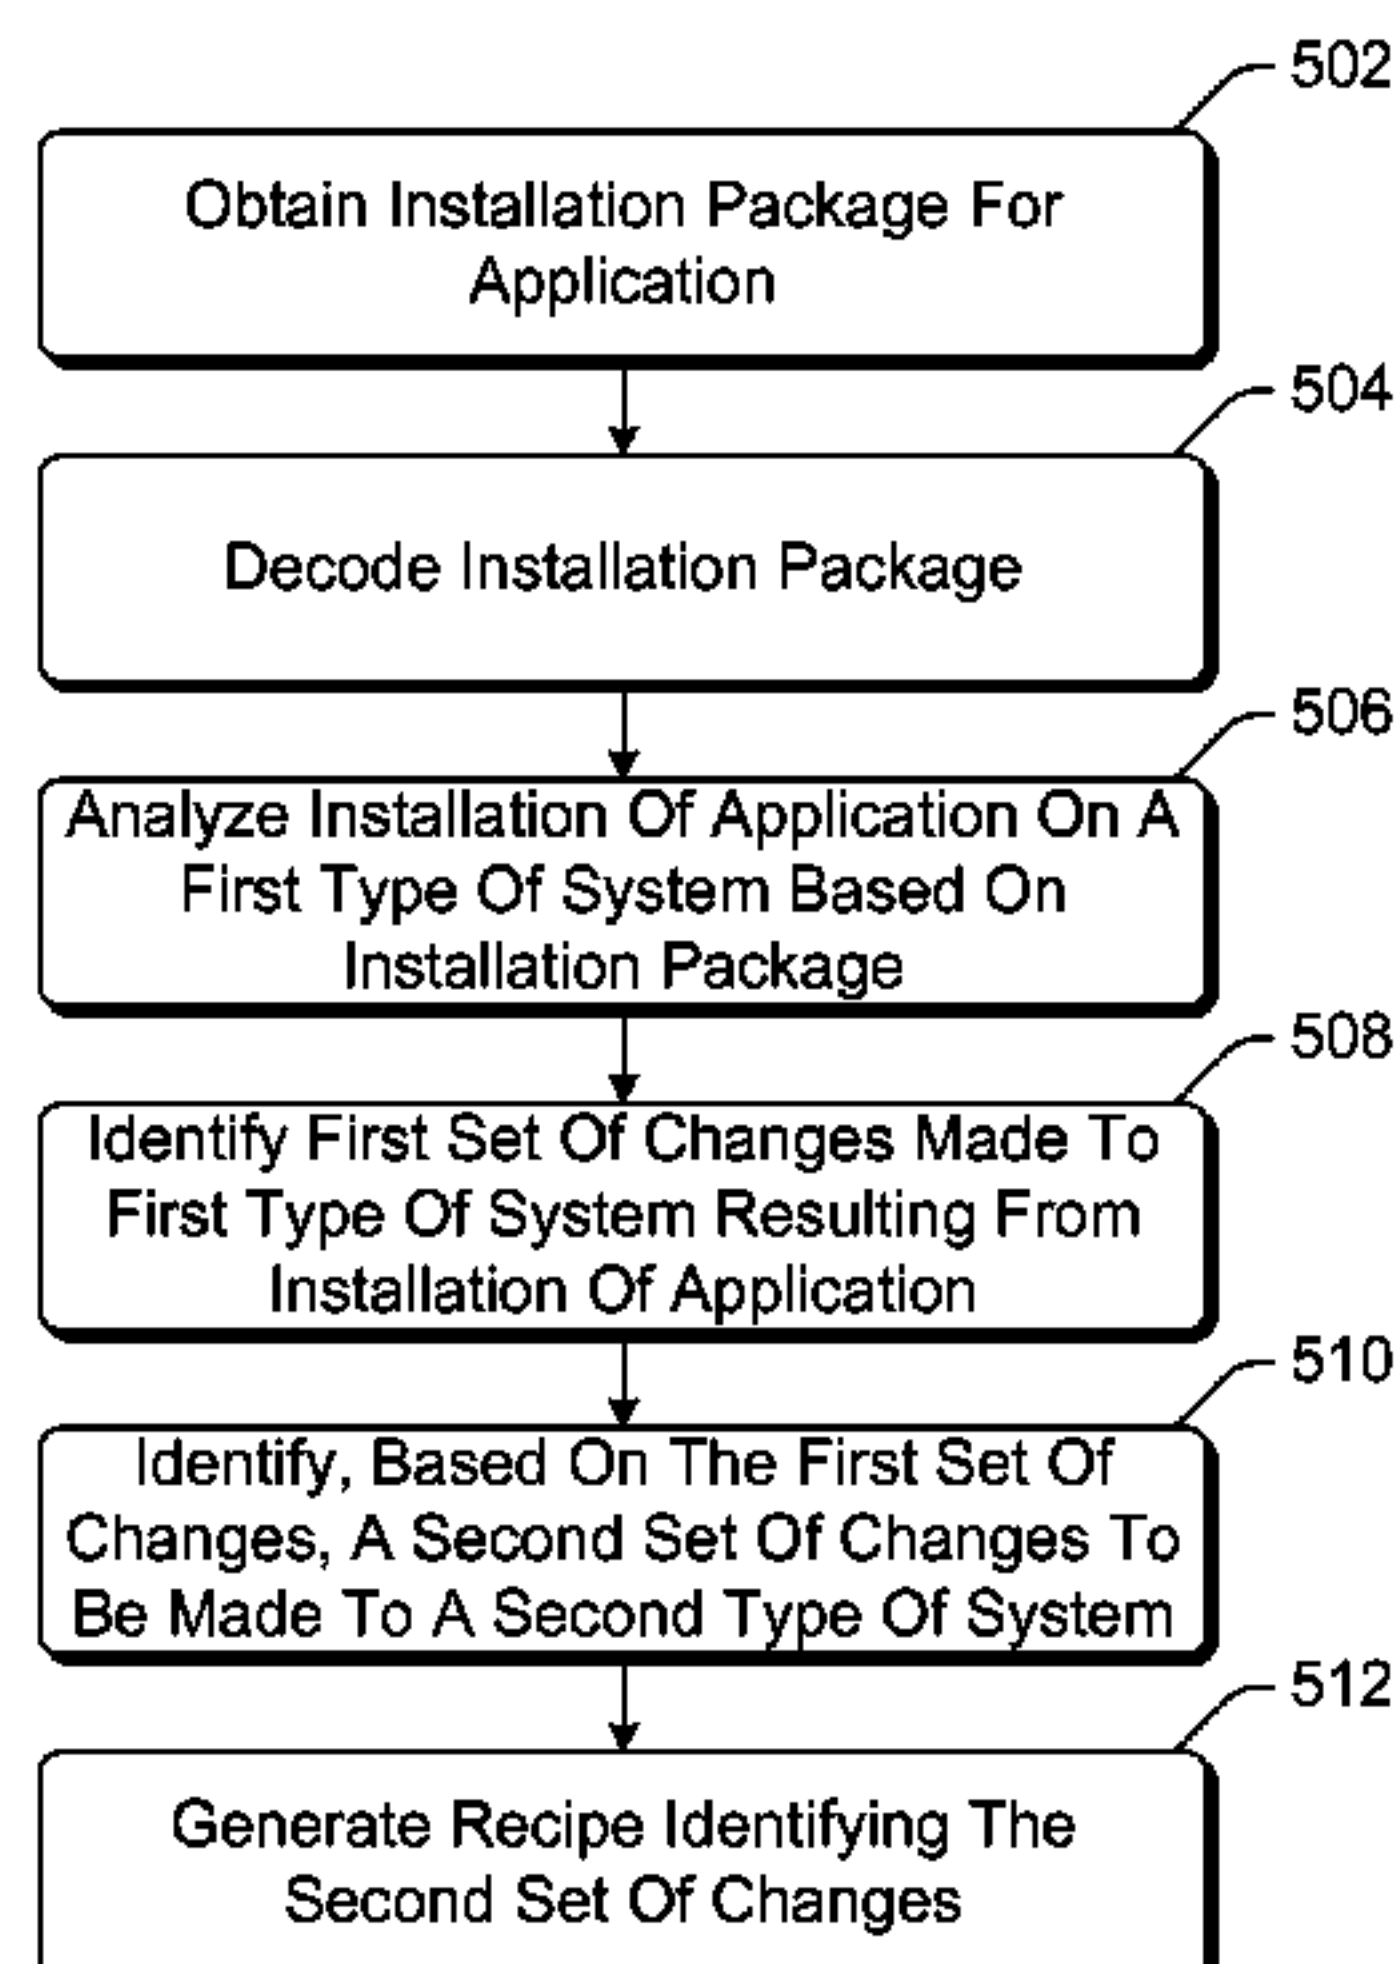 502
Obtain Installation Package For
Application
504
Decode Installation Package
506
Analyze Installation Of Application On A
First Type Of System Based On
Installation Package
508
Identify First Set Of Changes Made To
First Type Of System Resulting From
Installation Of Application
510
Identify, Based On The First Set Of
Changes, A Second Set Of Changes To
Be Made To A Second Type Of System
512
Generate Recipe Identifying The
Second Set Of Changes